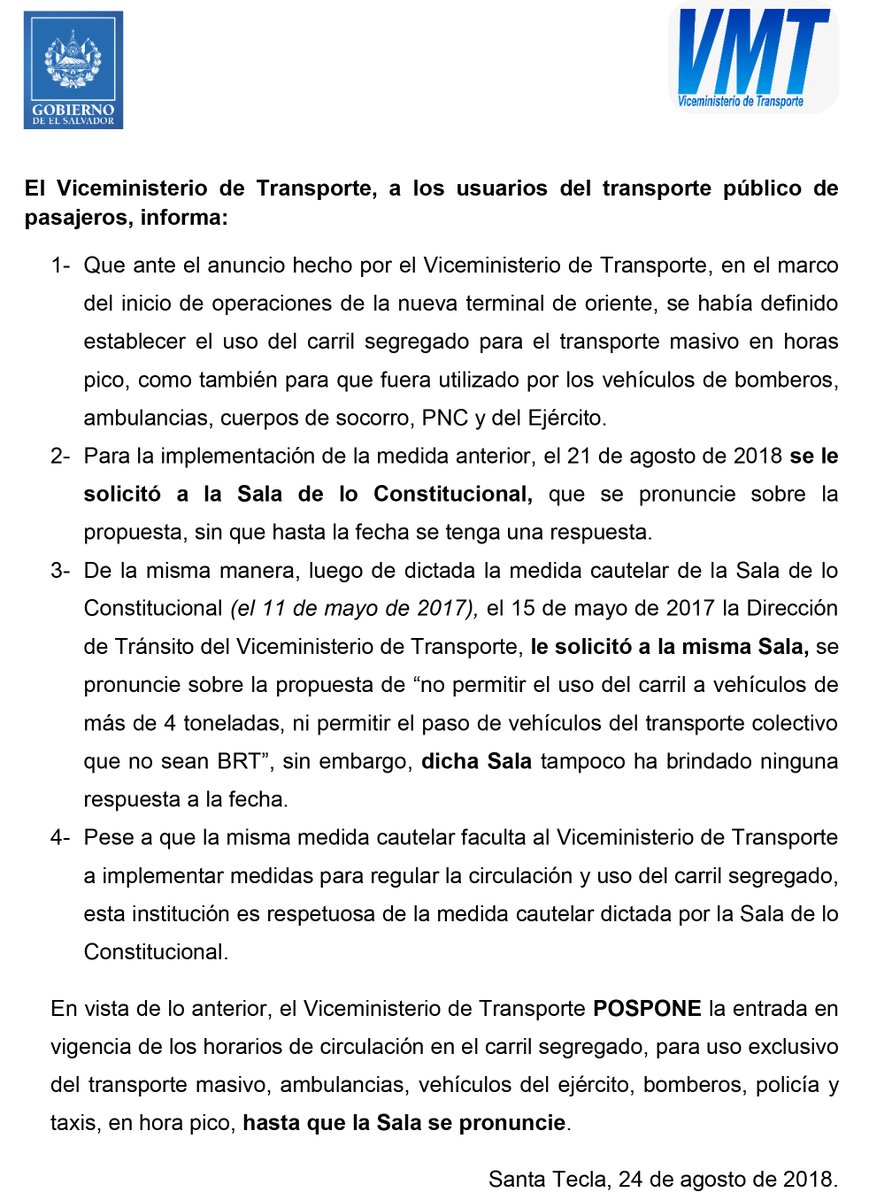 GOBIERNO
DE EL SALVADOR
VMT
Viceministerio de Transporte
El Viceministerio de Transporte, a los usuarios del transporte público de
pasajeros, informa:
1- Que ante el anuncio hecho por el Viceministerio de Transporte, en el marco
del inicio de operaciones de la nueva terminal de oriente, se había definido
establecer el uso del carril segregado para el transporte masivo en horas
pico, como también para que fuera utilizado por los vehículos de bomberos,
ambulancias, cuerpos de socorro, PNC y del Ejército.
2- Para la implementación de la medida anterior, el 21 de agosto de 2018 se le
solicitó a la Sala de lo Constitucional, que se pronuncie sobre la
propuesta, sin que hasta la fecha se tenga una respuesta.
3- De la misma manera, luego de dictada la medida cautelar de la Sala de lo
Constitucional (el 11 de mayo de 2017), el 15 de mayo de 2017 la Dirección
de Tránsito del Viceministerio de Transporte, le solicitó a la misma Sala, se
pronuncie sobre la propuesta de “no permitir el uso del carril a vehículos de
más de 4 toneladas, ni permitir el paso de vehículos del transporte colectivo
que no sean BRT”, sin embargo, dicha Sala tampoco ha brindado ninguna
respuesta a la fecha.
4- Pese a que la misma medida cautelar faculta al Viceministerio de Transporte
a implementar medidas para regular la circulación y uso del carril segregado,
esta institución es respetuosa de la medida cautelar dictada por la Sala de lo
Constitucional.
En vista de lo anterior, el Viceministerio de Transporte POSPONE la entrada en
vigencia de los horarios de circulación en el carril segregado, para uso exclusivo
del transporte masivo, ambulancias, vehículos del ejército, bomberos, policía y
taxis, en hora pico, hasta que la Sala se pronuncie.
Santa Tecla, 24 de agosto de 2018.